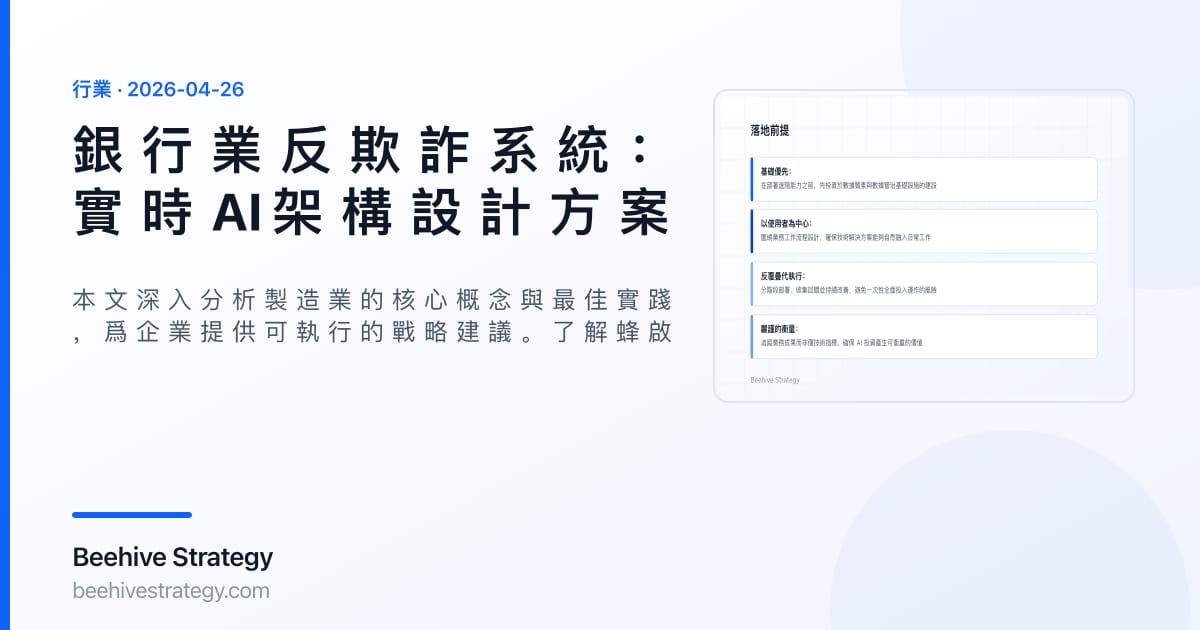 行業 · 2026-04-26
銀行業反欺詐系統：
實時AI架構設計方案
本文深入分析製造業的核心概念與最佳實踐
，爲企業提供可執行的戰略建議。了解蜂啟
Beehive Strategy
beehivestrategy.com
落地前提
基礎優先：
在部署進階能力之前，先投資於數據質素與數據管治基礎設施的建設
以使用者為中心：
圍繞業務工作流程設計，確保技術解決方案能夠自然融入日常工作
反覆疊代執行：
分階段部署、收集回饋並持續改善，避免一次性全面投入運作的風險
嚴謹的衡量：
追蹤業務成果而非僅技術指標，確保 AI 投資產生可衡量的價值
Beehive Strategy